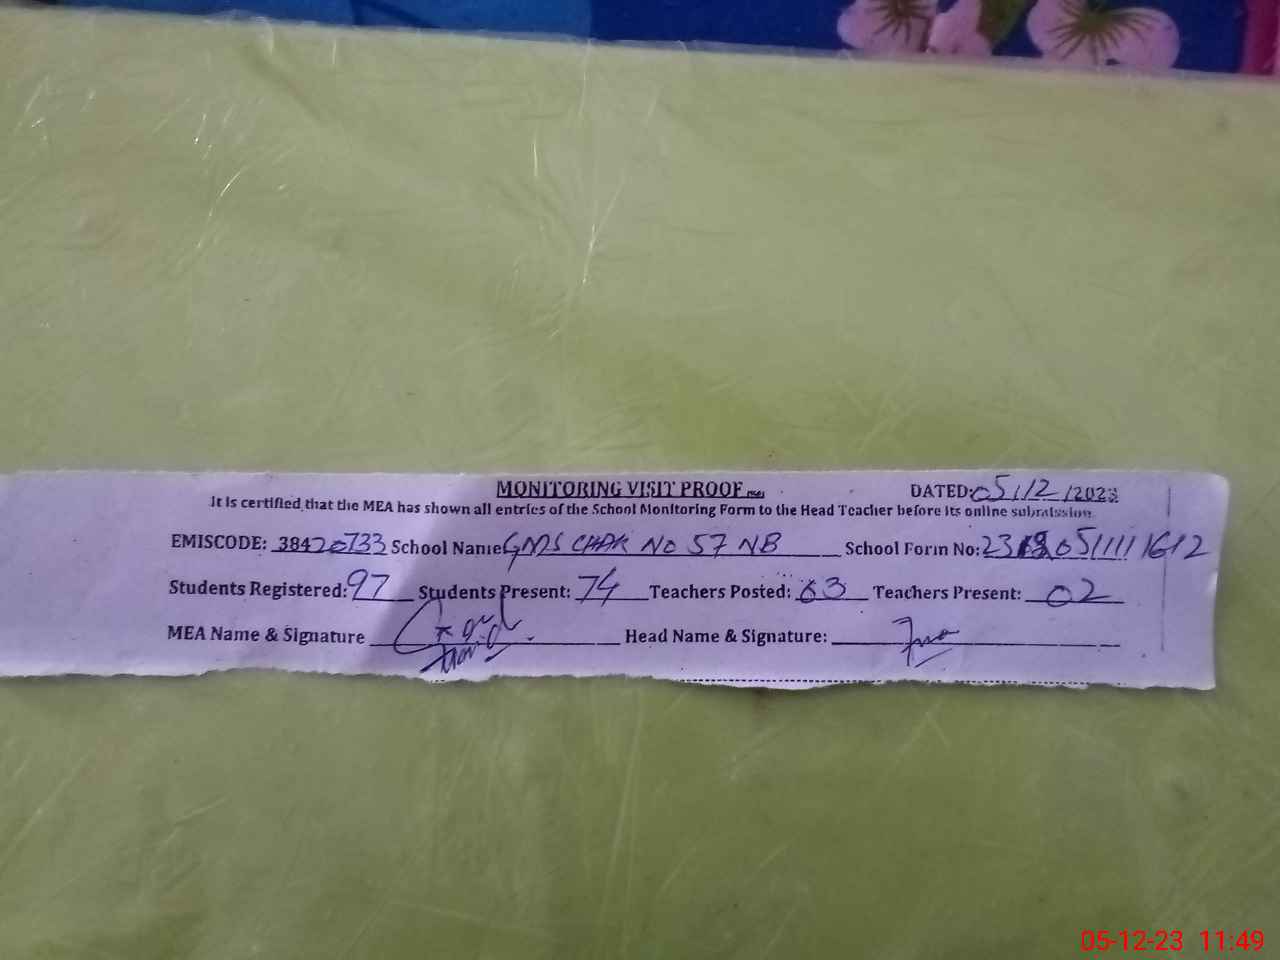 MONITORING VISIT PROOF
DATED: 05/12/2023
It is certified that the MEA has shown all entries of the School Monitoring Form to the Head Teacher before its online submission.
EMISCODE: 38420733 School Name GMS CHAK NO 57 NB School Form No:
Students Registered: 97 Students Present: 74 Teachers Posted: 03 Teachers Present: 02
MEA Name & Signature Head Name & Signature:
05-12-23 11:49